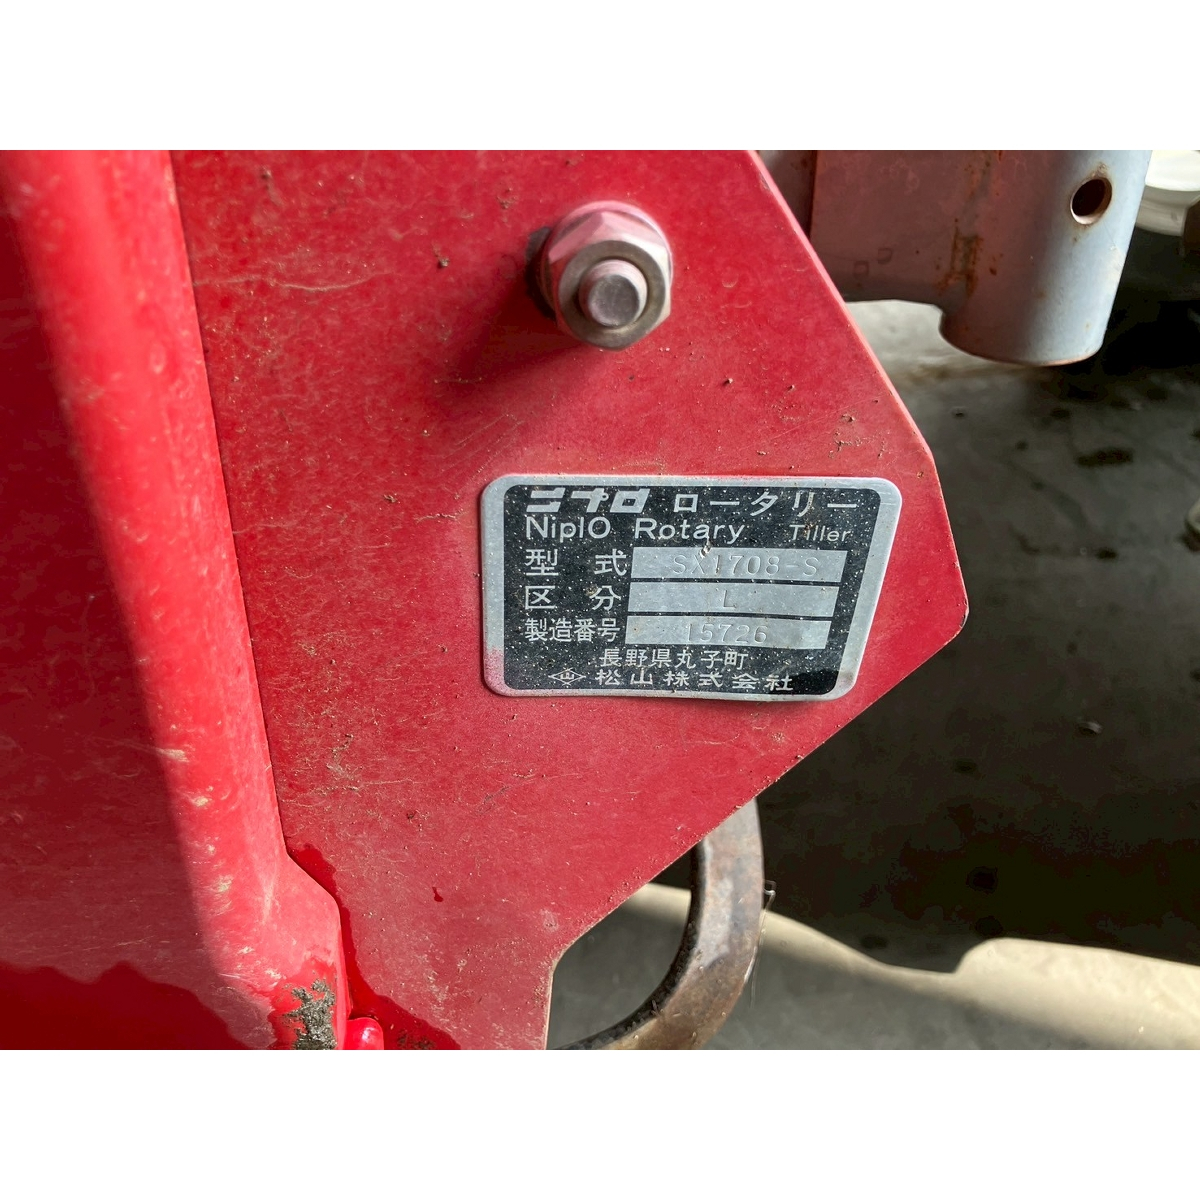 ニプロ ロータリー
NiplO Rotary Tiller
型式 SX1708-S
区分 L
製造番号 15726
長野県丸子町
松山株式会社